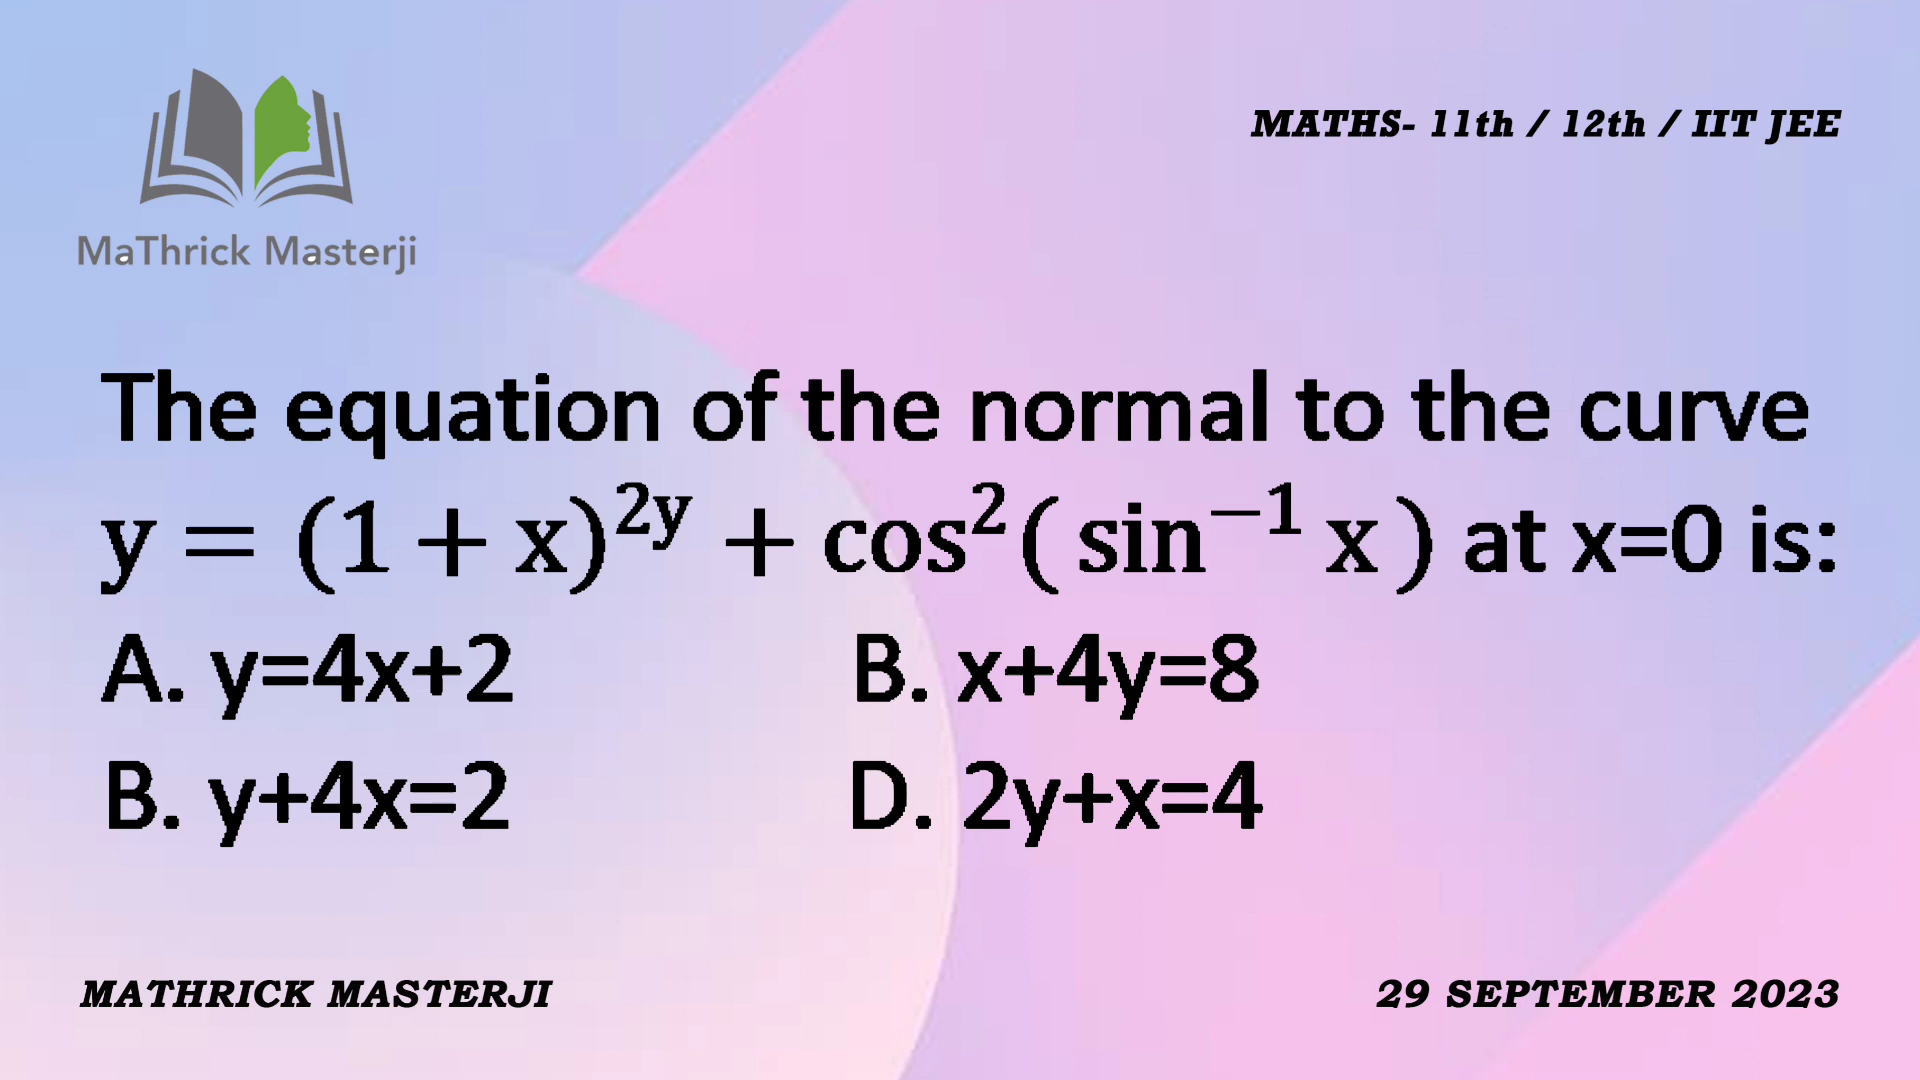 MaThrick Masterji
MATHS- 11th / 12th / IIT JEE
The equation of the normal to the curve
y = (1 + x)^{2y} + cos^2( sin^{-1} x ) at x=0 is:
A. y=4x+2 B. x+4y=8
B. y+4x=2 D. 2y+x=4
MATHRICK MASTERJI
29 SEPTEMBER 2023